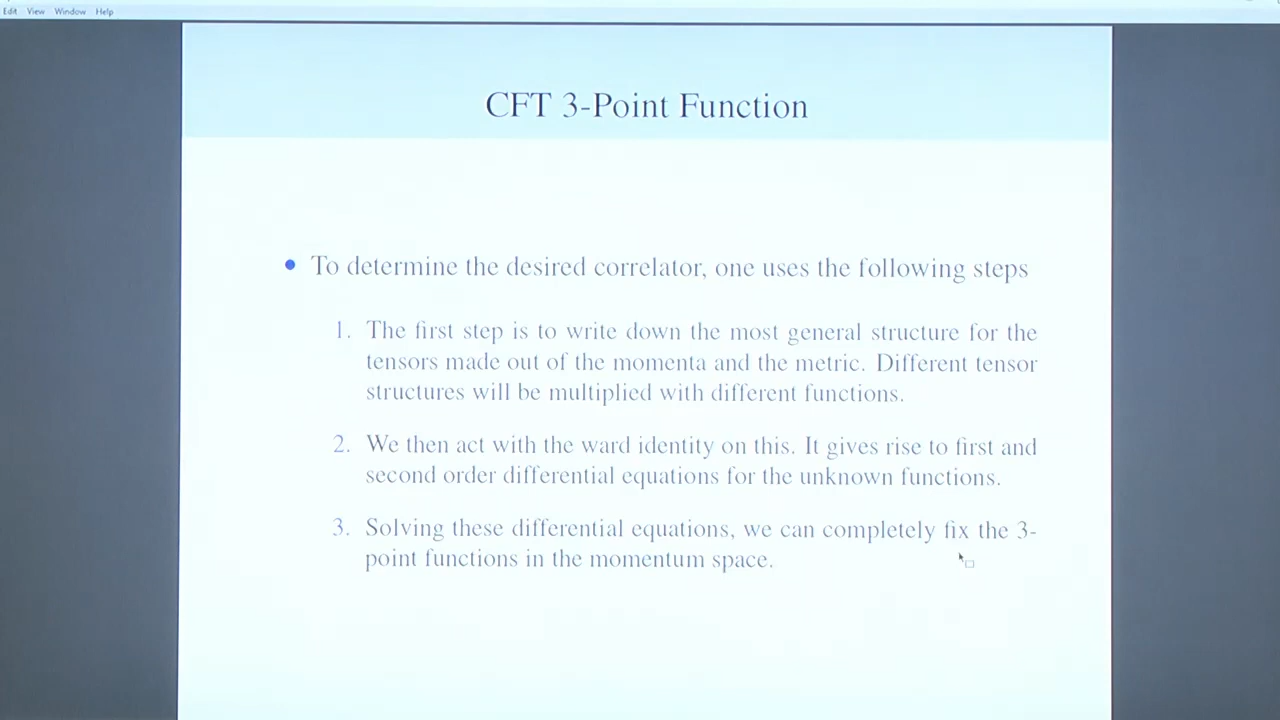 Edit View Window Help
CFT 3-Point Function
• To determine the desired correlator, one uses the following steps
1. The first step is to write down the most general structure for the
tensors made out of the momenta and the metric. Different tensor
structures will be multiplied with different functions.
2. We then act with the ward identity on this. It gives rise to first and
second order differential equations for the unknown functions.
3. Solving these differential equations, we can completely fix the 3-
point functions in the momentum space.